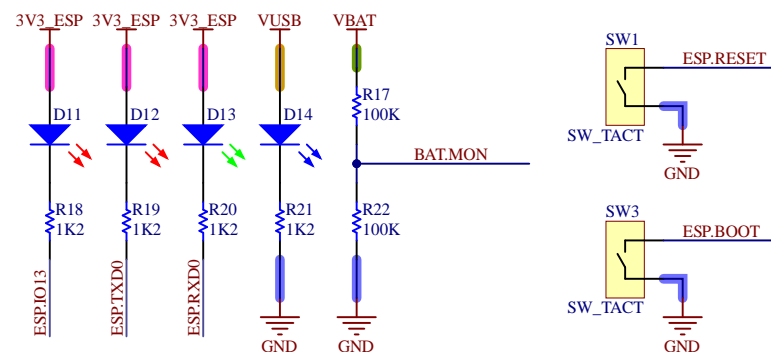 3V3_ESP
3V3_ESP
3V3_ESP
VUSB
VBAT
SW1
ESP.RESET
R17
100K
D11
D12
D13
D14
SW_TACT
BAT.MON
GND
R18
1K2
R19
1K2
R20
1K2
R21
1K2
R22
100K
SW3
ESP.BOOT
ESP.IO13
ESP.TXD0
ESP.RXD0
SW_TACT
GND
GND
GND